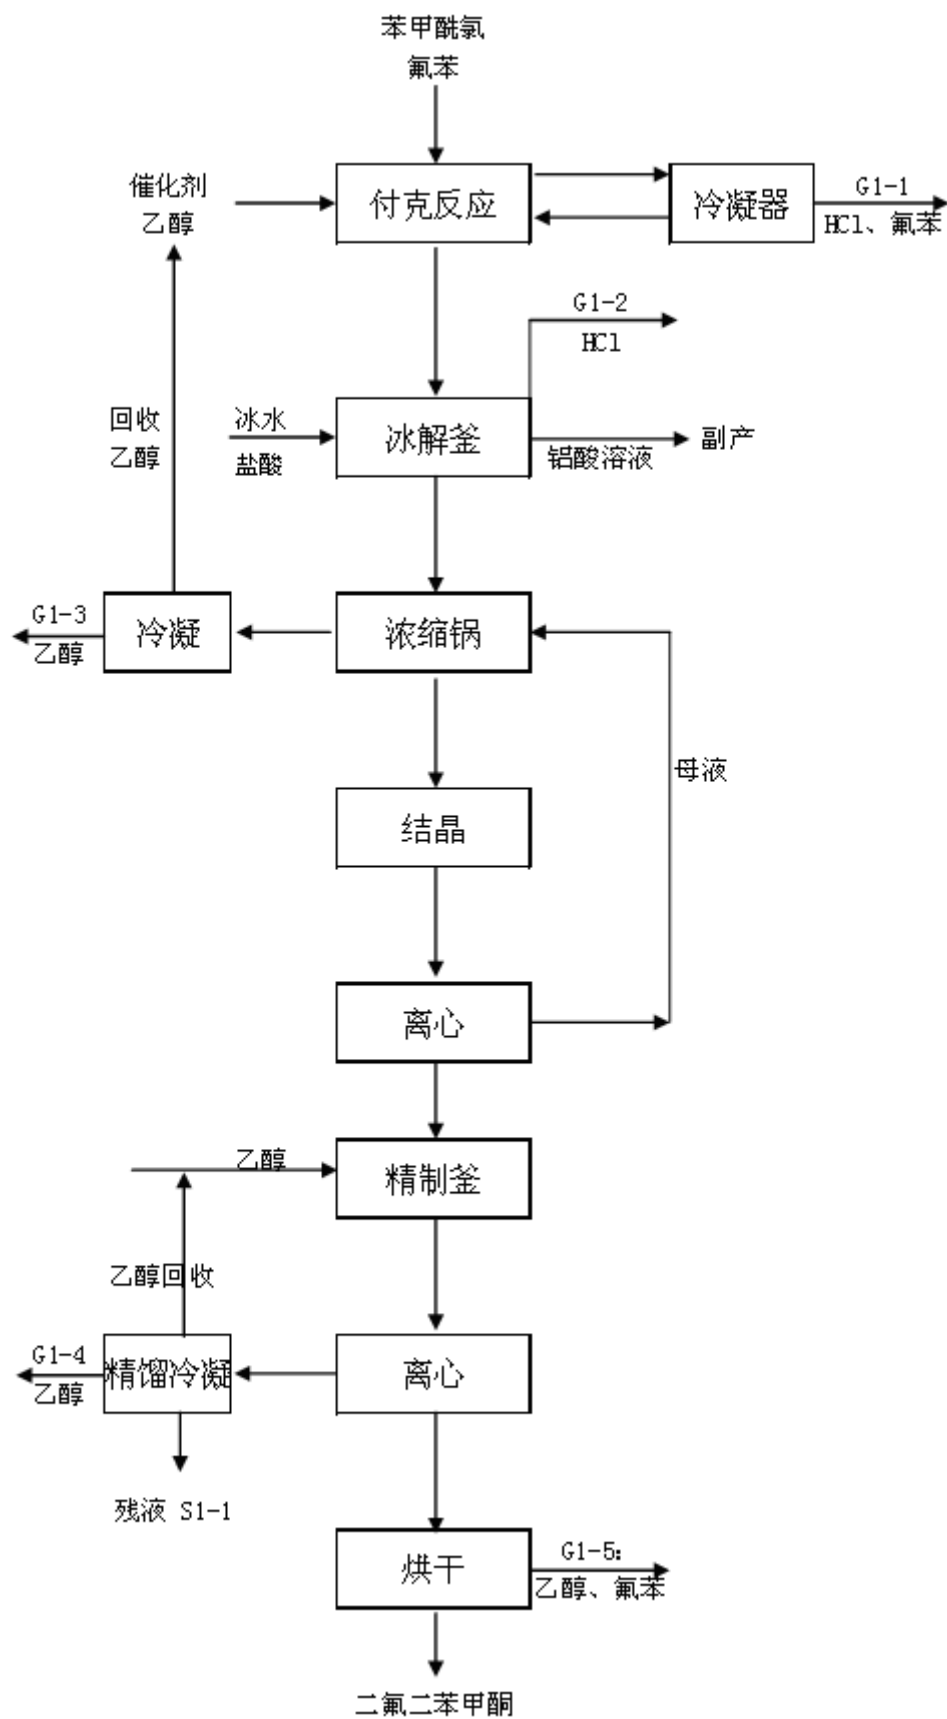 苯甲酰氯
氟苯
催化剂
乙醇
付克反应
冷凝器
G1-1
HCl、氟苯
G1-2
HCl
回收
乙醇
冰水
盐酸
冰解釜
铝酸溶液
副产
G1-3
乙醇
冷凝
浓缩锅
母液
结晶
离心
乙醇
精制釜
乙醇回收
G1-4
乙醇
精馏冷凝
离心
残液 S1-1
烘干
G1-5:
乙醇、氟苯
二氟二苯甲酮